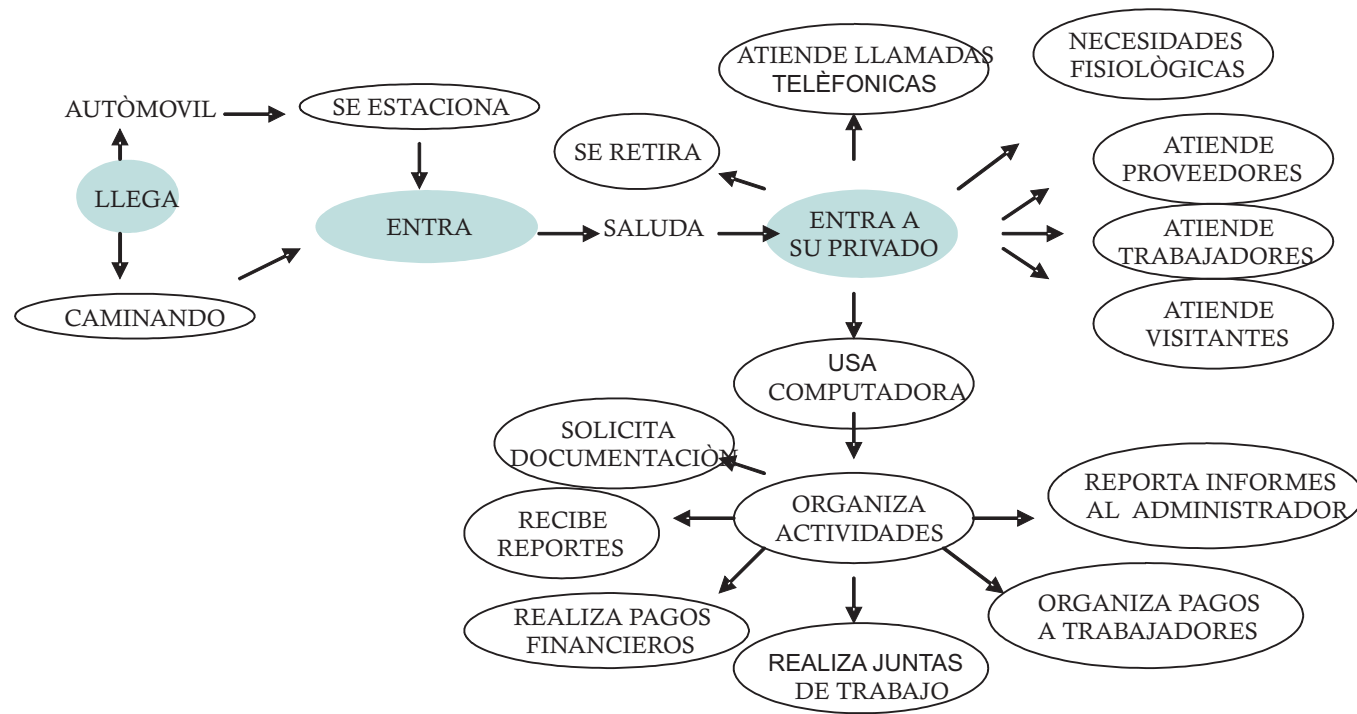 ATIENDE LLAMADAS
TELÈFONICAS
NECESIDADES
FISIOLÒGICAS
AUTÒMOVIL
SE ESTACIONA
SE RETIRA
ATIENDE
PROVEEDORES
LLEGA
ENTRA
SALUDA
ENTRA A
SU PRIVADO
ATIENDE
TRABAJADORES
CAMINANDO
ATIENDE
VISITANTES
USA
COMPUTADORA
SOLICITA
DOCUMENTACIÒN
ORGANIZA
ACTIVIDADES
REPORTA INFORMES
AL ADMINISTRADOR
RECIBE
REPORTES
REALIZA PAGOS
FINANCIEROS
REALIZA JUNTAS
DE TRABAJO
ORGANIZA PAGOS
A TRABAJADORES